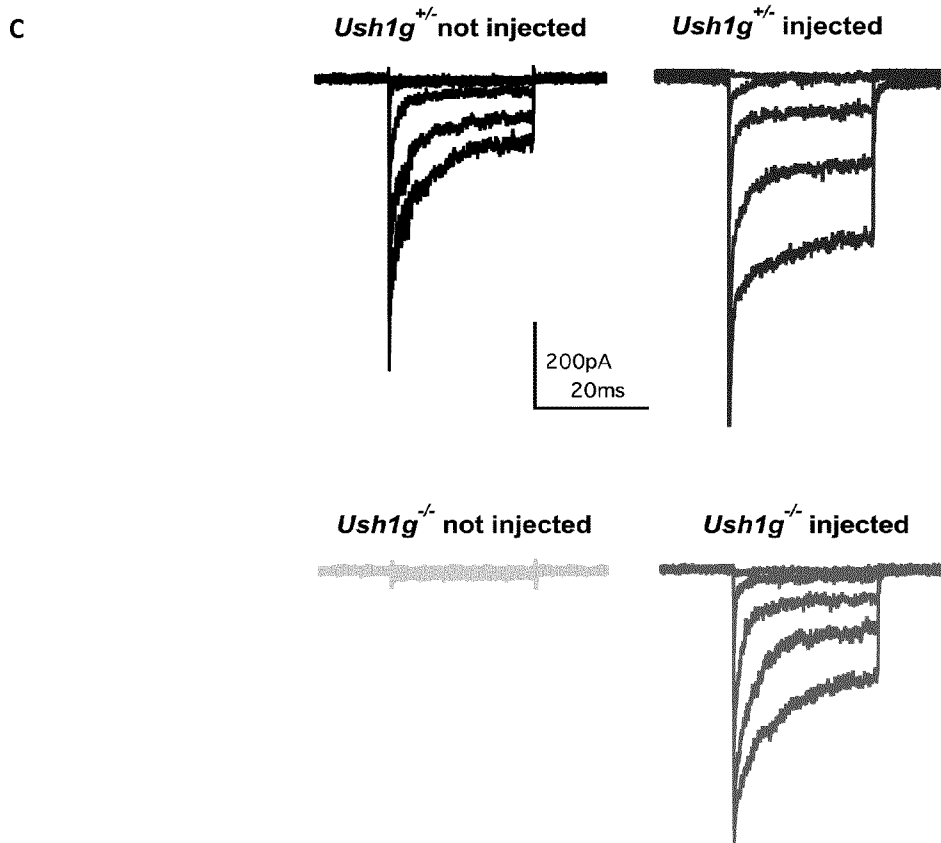 C
Ush1g+/- not injected
Ush1g+/- injected
200pA
20ms
Ush1g-/- not injected
Ush1g-/- injected